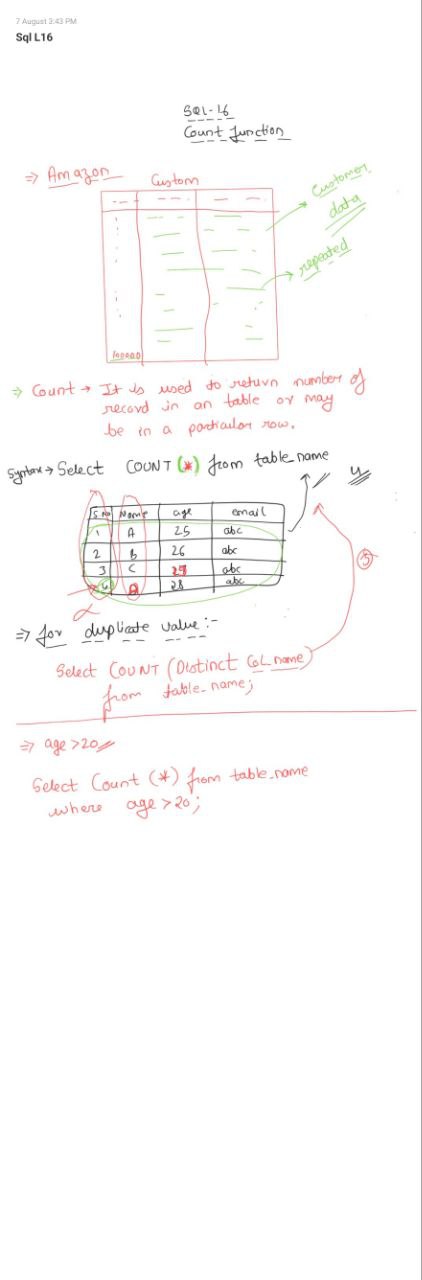 7 August 3:43 PM
Sql L16
SQL-16
Count function
⇒ Amazon
Custom
Customer
data
repeated
100000
⇒ Count → It is used to return number of
record in an table or may
be in a particular row.
Syntax → Select COUNT (*) from table_name
4
S.No Name age email
1 A 25 abc
2 B 26 abc
3 C 27 abc
4 28 abc
⇒ for duplicate value :-
Select COUNT (Distinct Col_name)
from table_name;
⇒ age >20
Select Count (*) from table_name
where age >20;